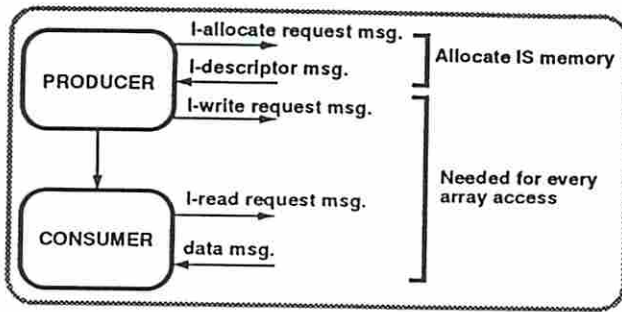 I-allocate request msg.
Allocate IS memory
I-descriptor msg.
PRODUCER
I-write request msg.
Needed for every
array access
I-read request msg.
CONSUMER
data msg.